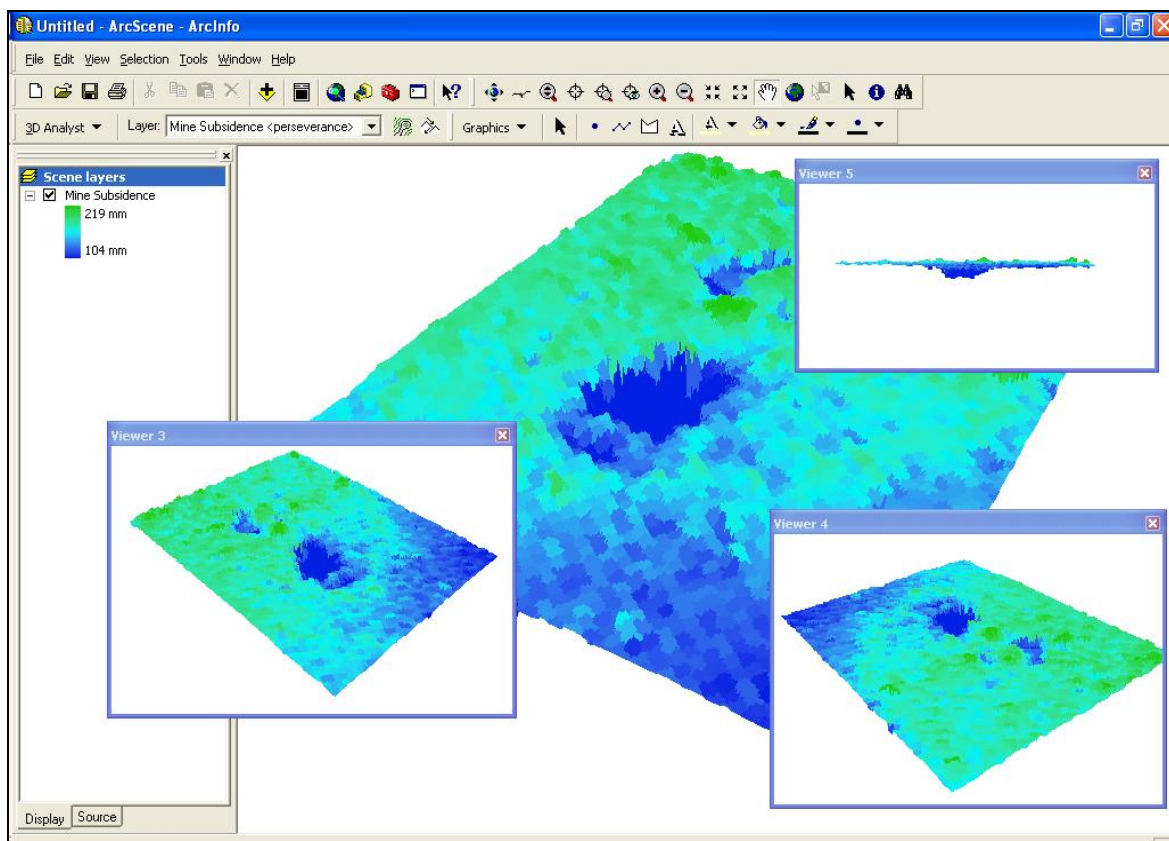 Untitled - ArcScene - ArcInfo
File Edit View Selection Tools Window Help
3D Analyst Layer: Mine Subsidence <perseverance> Graphics
Scene layers
Mine Subsidence
219 mm
104 mm
Viewer 5
Viewer 3
Viewer 4
Display Source